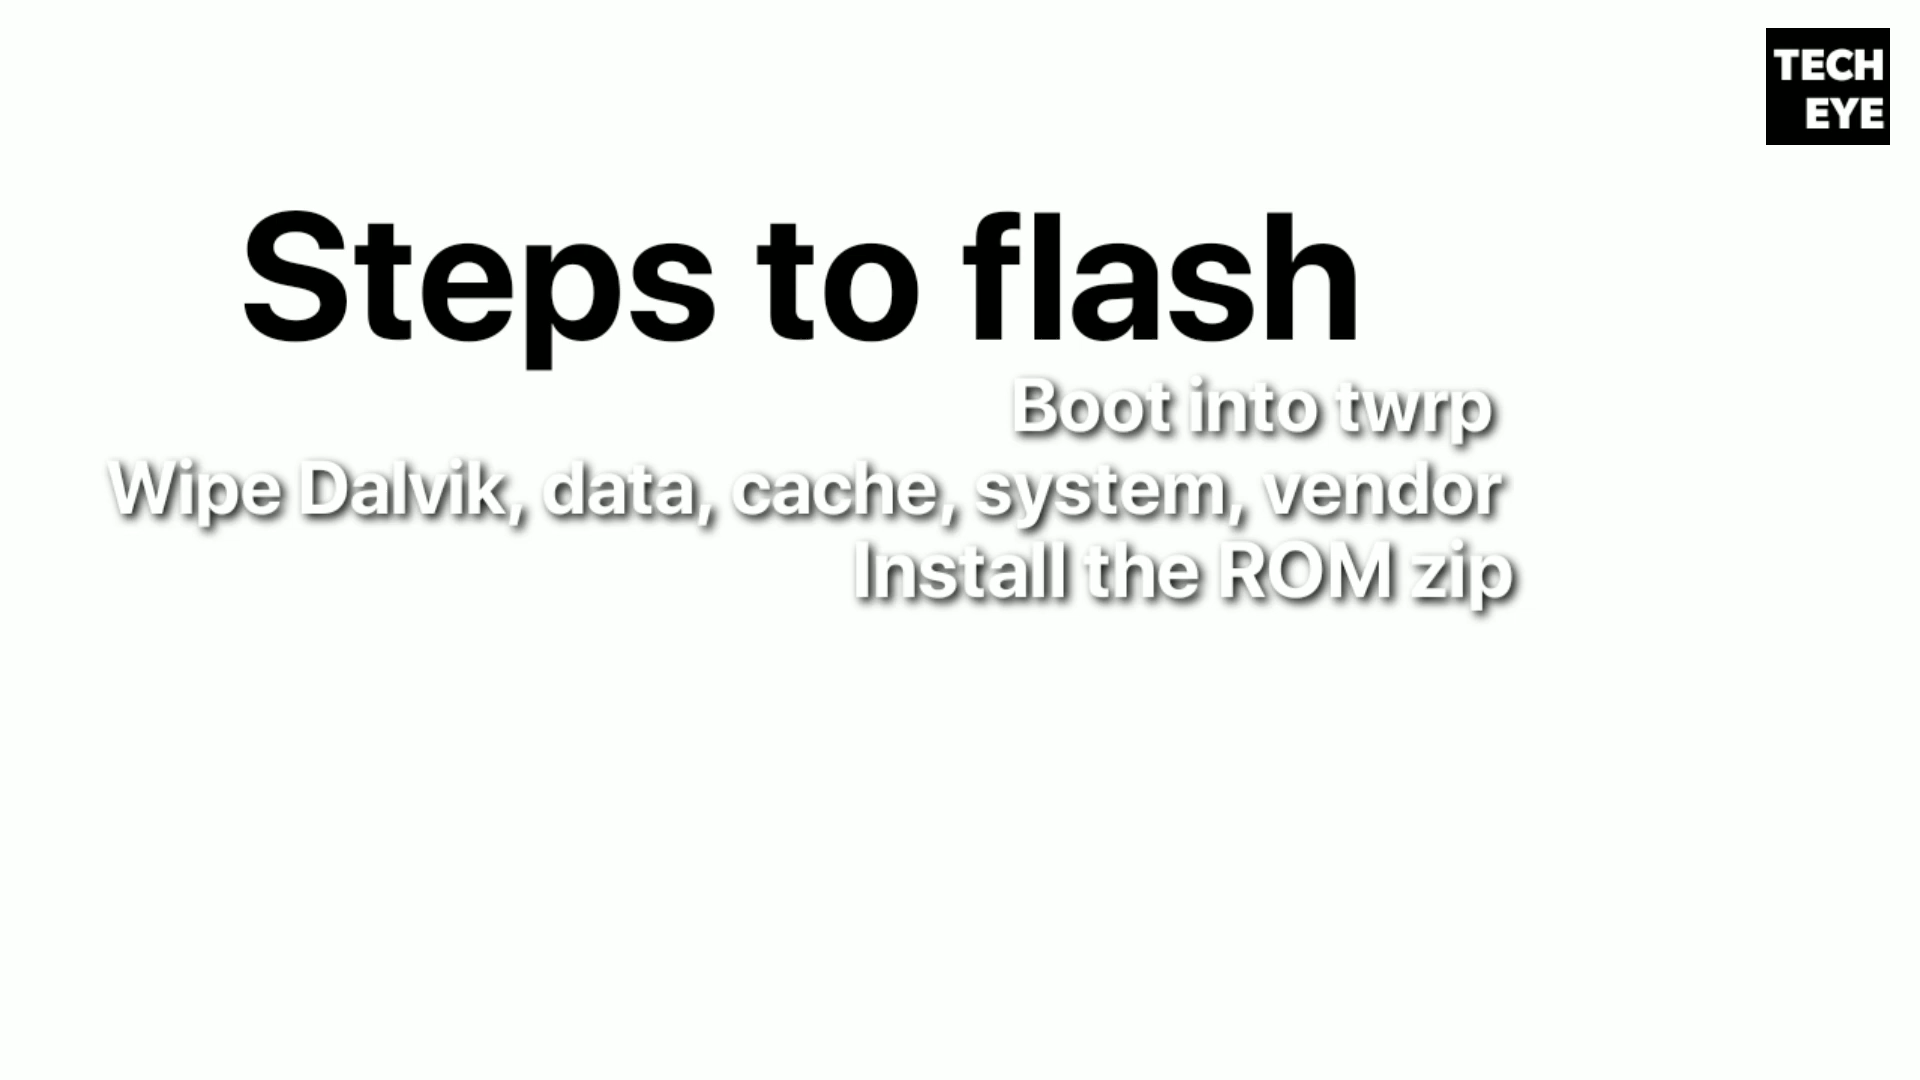 TECH
EYE
Steps to flash
Boot into twrp
Wipe Dalvik, data, cache, system, vendor
Install the ROM zip